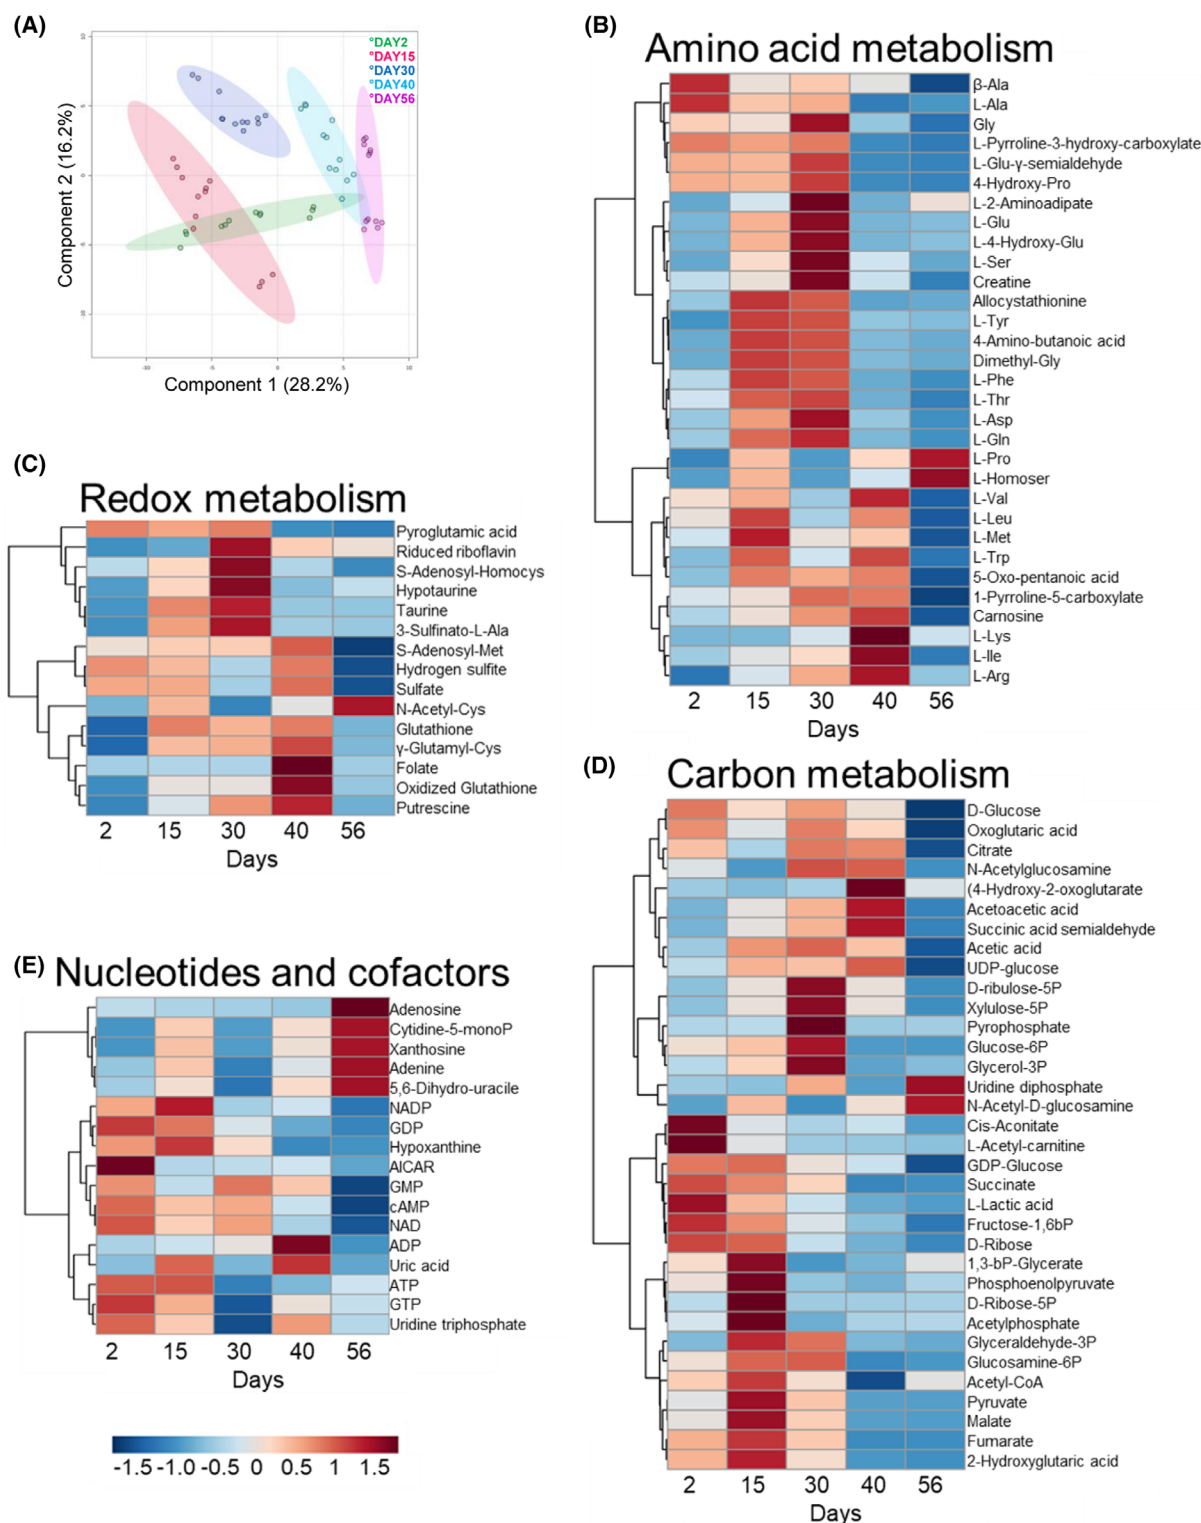 (A)
°DAY2
°DAY15
°DAY30
°DAY40
°DAY56
Component 2 (16.2%)
Component 1 (28.2%)
(B)
Amino acid metabolism
β-Ala
L-Ala
Gly
L-Pyrroline-3-hydroxy-carboxylate
L-Glu-γ-semialdehyde
4-Hydroxy-Pro
L-2-Aminoadipate
L-Glu
L-4-Hydroxy-Glu
L-Ser
Creatine
Allocystathionine
L-Tyr
4-Amino-butanoic acid
Dimethyl-Gly
L-Phe
L-Thr
L-Asp
L-Gln
L-Pro
L-Homoser
L-Val
L-Leu
L-Met
L-Trp
5-Oxo-pentanoic acid
1-Pyrroline-5-carboxylate
Carnosine
L-Lys
L-Ile
L-Arg
2 15 30 40 56
Days
(C)
Redox metabolism
Pyroglutamic acid
Riduced riboflavin
S-Adenosyl-Homocys
Hypotaurine
Taurine
3-Sulfinato-L-Ala
S-Adenosyl-Met
Hydrogen sulfite
Sulfate
N-Acetyl-Cys
Glutathione
γ-Glutamyl-Cys
Folate
Oxidized Glutathione
Putrescine
2 15 30 40 56
Days
(D)
Carbon metabolism
D-Glucose
Oxoglutaric acid
Citrate
N-Acetylglucosamine
(4-Hydroxy-2-oxoglutarate
Acetoacetic acid
Succinic acid semialdehyde
Acetic acid
UDP-glucose
D-ribulose-5P
Xylulose-5P
Pyrophosphate
Glucose-6P
Glycerol-3P
Uridine diphosphate
N-Acetyl-D-glucosamine
Cis-Aconitate
L-Acetyl-carnitine
GDP-Glucose
Succinate
L-Lactic acid
Fructose-1,6bP
D-Ribose
1,3-bP-Glycerate
Phosphoenolpyruvate
D-Ribose-5P
Acetylphosphate
Glyceraldehyde-3P
Glucosamine-6P
Acetyl-CoA
Pyruvate
Malate
Fumarate
2-Hydroxyglutaric acid
2 15 30 40 56
Days
(E)
Nucleotides and cofactors
Adenosine
Cytidine-5-monoP
Xanthosine
Adenine
5,6-Dihydro-uracile
NADP
GDP
Hypoxanthine
AICAR
GMP
cAMP
NAD
ADP
Uric acid
ATP
GTP
Uridine triphosphate
2 15 30 40 56
Days
-1.5 -1.0 -0.5 0 0.5 1 1.5